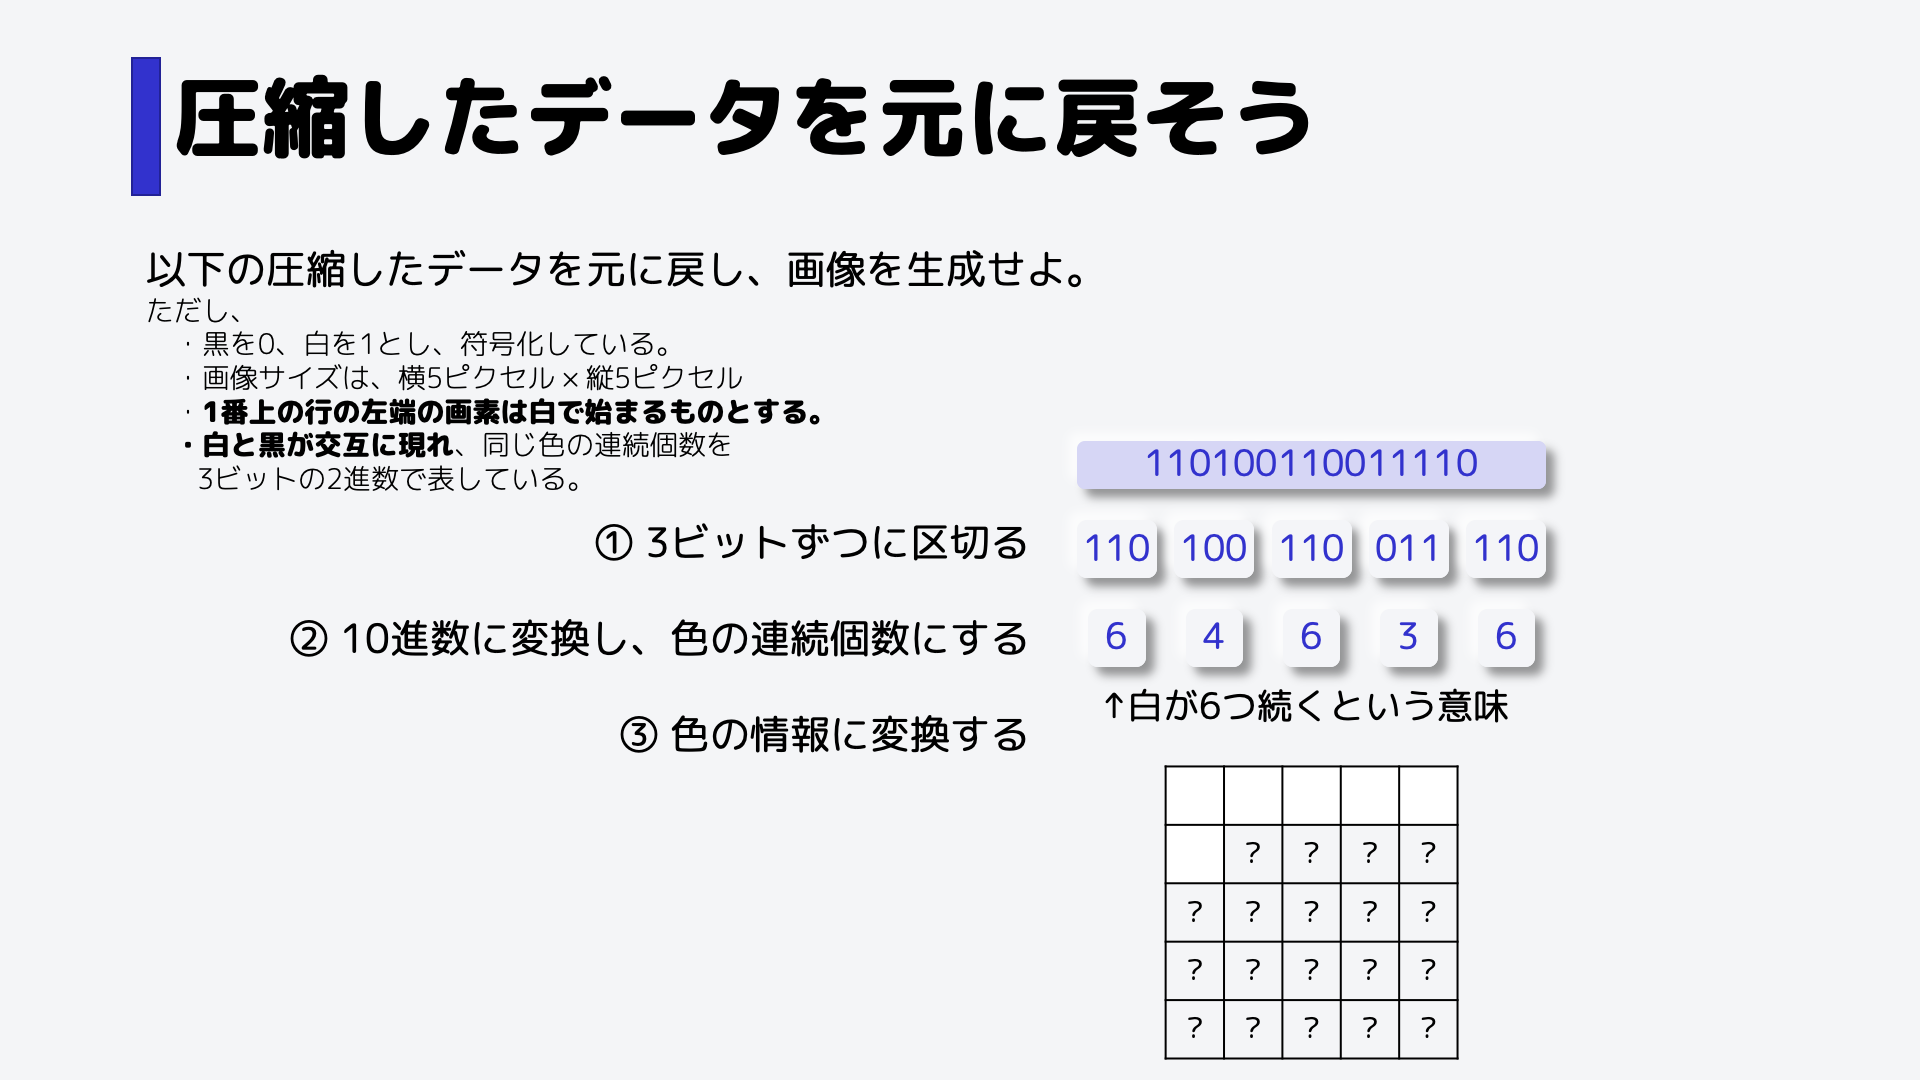 圧縮したデータを元に戻そう
以下の圧縮したデータを元に戻し、画像を生成せよ。
ただし、
・黒を0、白を1とし、符号化している。
・画像サイズは、横5ピクセル×縦5ピクセル
・1番上の行の左端の画素は白で始まるものとする。
・白と黒が交互に現れ、同じ色の連続個数を
3ビットの2進数で表している。
110100110011110
① 3ビットずつに区切る
110 100 110 011 110
② 10進数に変換し、色の連続個数にする
6 4 6 3 6
↑白が6つ続くという意味
③ 色の情報に変換する
? ? ? ?
? ? ? ? ?
? ? ? ? ?
? ? ? ? ?